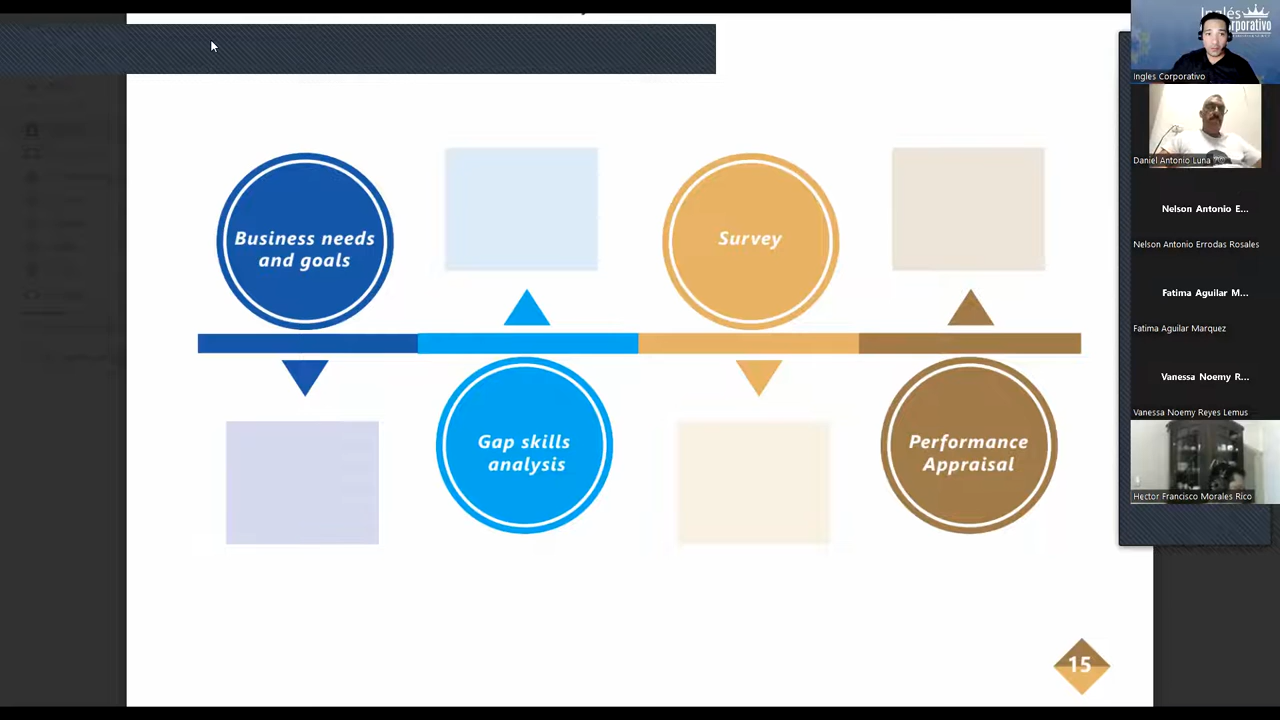 Business needs
and goals
Survey
Gap skills
analysis
Performance
Appraisal
15
Inglés
orporativo
Ingles Corporativo
Daniel Antonio Luna
Nelson Antonio E...
Nelson Antonio Errodas Rosales
Fatima Aguilar M...
Fatima Aguilar Marquez
Vanessa Noemy R...
Vanessa Noemy Reyes Lemus
Hector Francisco Morales Rico